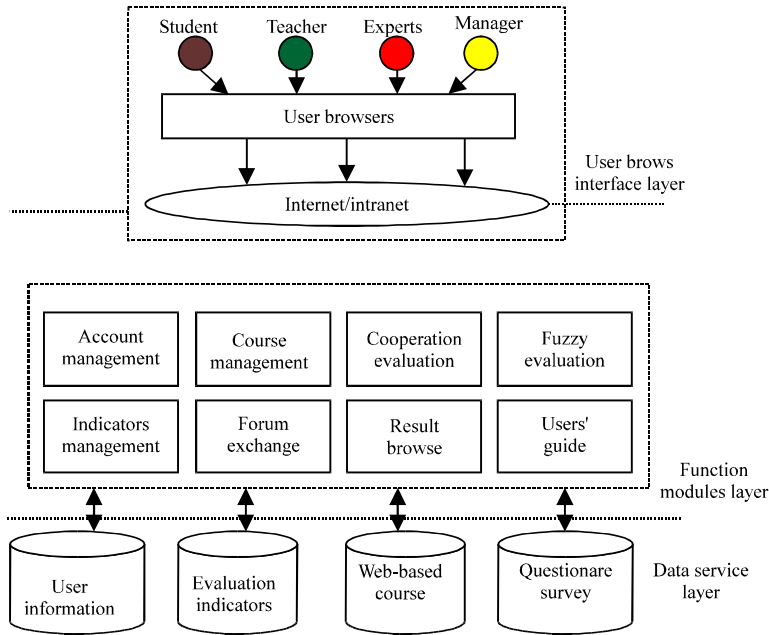 Student
Teacher
Experts
Manager
User browsers
User brows
interface layer
Internet/intranet
Account
management
Course
management
Cooperation
evaluation
Fuzzy
evaluation
Indicators
management
Forum
exchange
Result
browse
Users'
guide
Function
modules layer
User
information
Evaluation
indicators
Web-based
course
Questionare
survey
Data service
layer